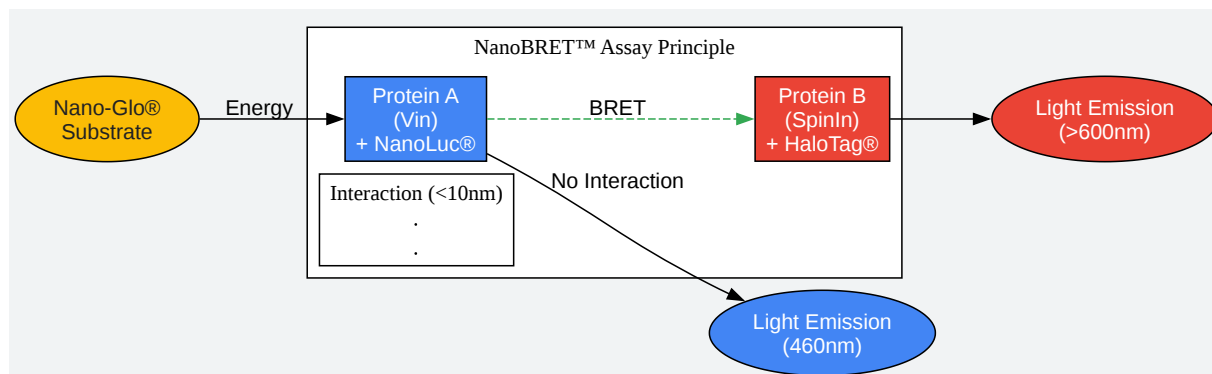 NanoBRET™ Assay Principle
Nano-Glo®
Substrate
Energy
Protein A
(Vin)
+ NanoLuc®
BRET
Protein B
(SpinIn)
+ HaloTag®
Light Emission
(>600nm)
No Interaction
Interaction (<10nm)
.
.
Light Emission
(460nm)